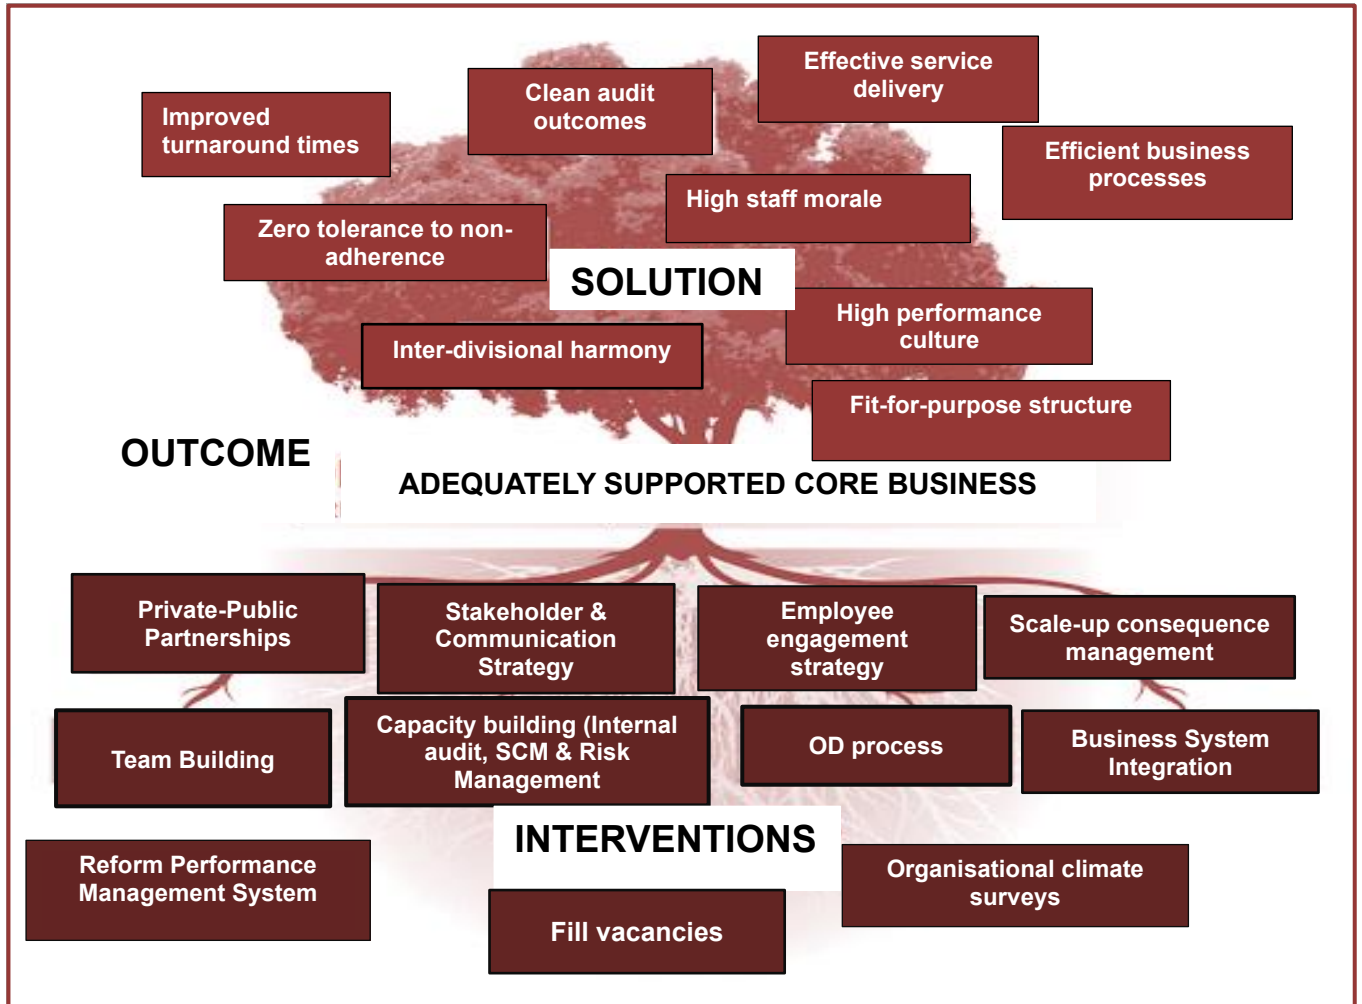 Effective service
delivery
Clean audit
outcomes
Improved
turnaround times
Efficient business
processes
High staff morale
Zero tolerance to non-
adherence
SOLUTION
High performance
culture
Inter-divisional harmony
Fit-for-purpose structure
OUTCOME
ADEQUATELY SUPPORTED CORE BUSINESS
Private-Public
Partnerships
Stakeholder &
Communication
Strategy
Employee
engagement
strategy
Scale-up consequence
management
Team Building
Capacity building (Internal
audit, SCM & Risk
Management
OD process
Business System
Integration
INTERVENTIONS
Reform Performance
Management System
Organisational climate
surveys
Fill vacancies